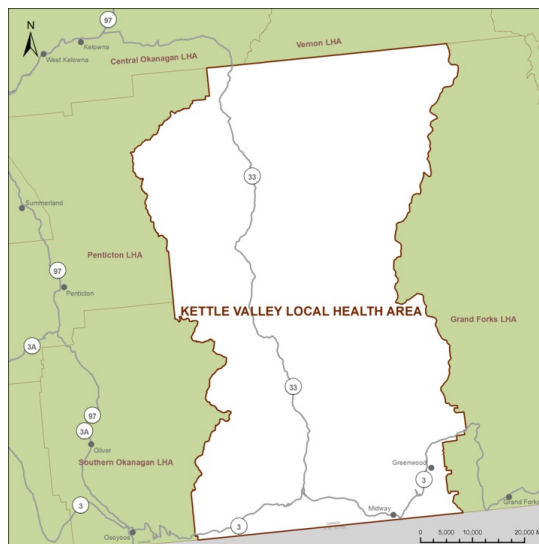 N
97
Kelowna
West Kelowna
Central Okanagan LHA
Vernon LHA
33
Summerland
Penticton LHA
97
Penticton
KETTLE VALLEY LOCAL HEALTH AREA
Grand Forks LHA
3A
33
97
3A
Oliver
Southern Okanagan LHA
Greenwood
3
3
Midway
Grand Forks
Osoyoos
3
0 5,000 10,000 20,000 M